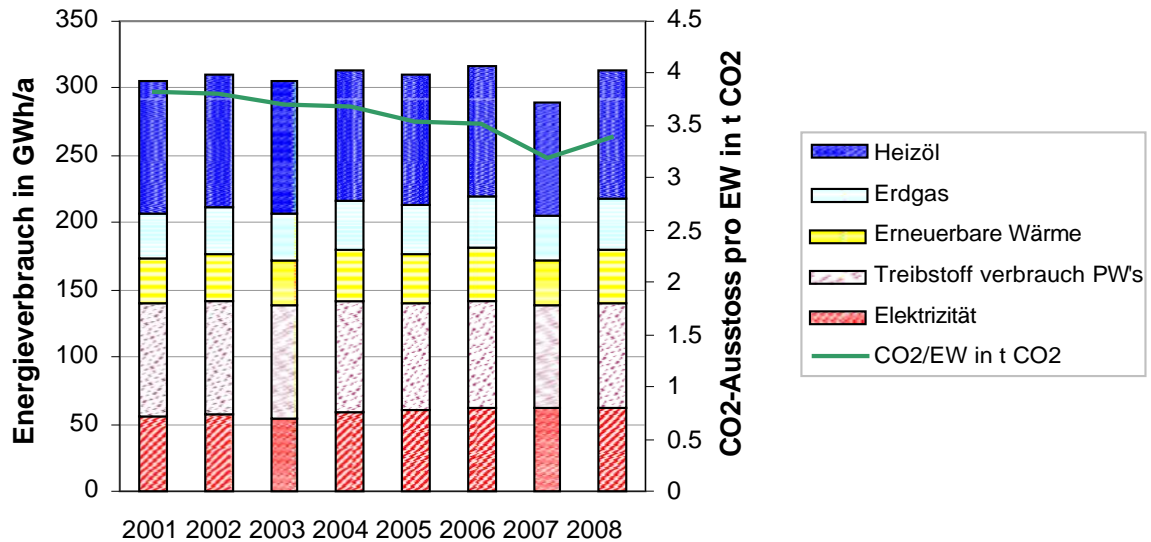 Energieverbrauch in GWh/a
350
300
250
200
150
100
50
0
2001 2002 2003 2004 2005 2006 2007 2008
4.5
4
3.5
3
2.5
2
1.5
1
0.5
0
CO2-Ausstoss pro EW in t CO2
Heizöl
Erdgas
Erneuerbare Wärme
Treibstoff verbrauch PW's
Elektrizität
CO2/EW in t CO2